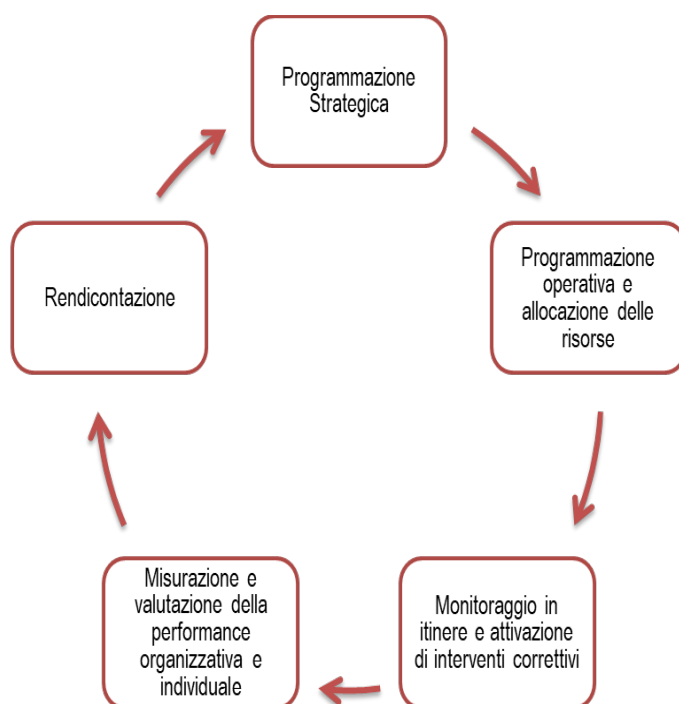 Programmazione
Strategica
Programmazione
operativa e
allocazione delle
risorse
Monitoraggio in
itinere e attivazione
di interventi correttivi
Misurazione e
valutazione della
performance
organizzativa e
individuale
Rendicontazione